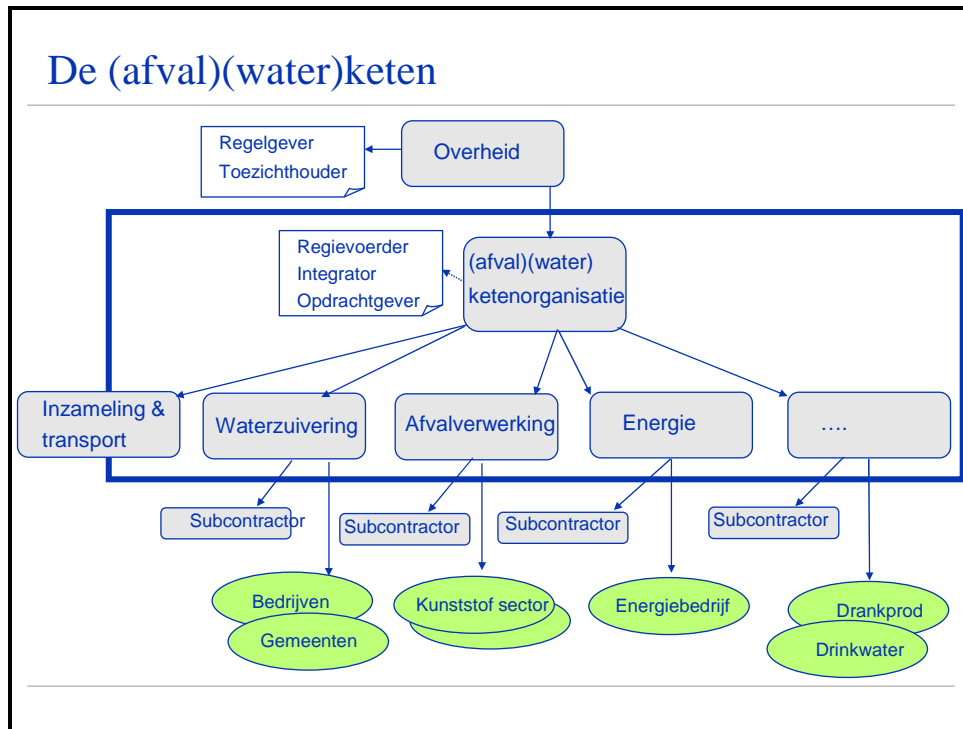 De (afval)(water)keten
Regelgever
Toezichthouder
Overheid
Regievoerder
Integrator
Opdrachtgever
(afval)(water)
ketenorganisatie
Inzameling &
transport
Waterzuivering
Afvalverwerking
Energie
....
Subcontractor
Subcontractor
Subcontractor
Subcontractor
Bedrijven
Gemeenten
Kunststof sector
Energiebedrijf
Drankprod
Drinkwater